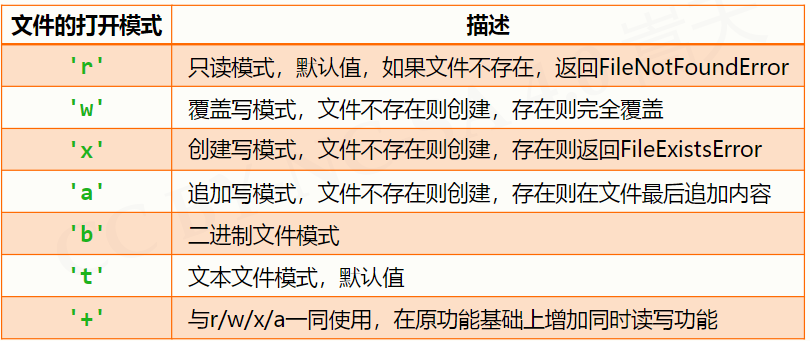 文件的打开模式 描述
'r' 只读模式，默认值，如果文件不存在，返回FileNotFoundError
'w' 覆盖写模式，文件不存在则创建，存在则完全覆盖
'x' 创建写模式，文件不存在则创建，存在则返回FileExistsError
'a' 追加写模式，文件不存在则创建，存在则在文件最后追加内容
'b' 二进制文件模式
't' 文本文件模式，默认值
'+' 与r/w/x/a一同使用，在原功能基础上增加同时读写功能